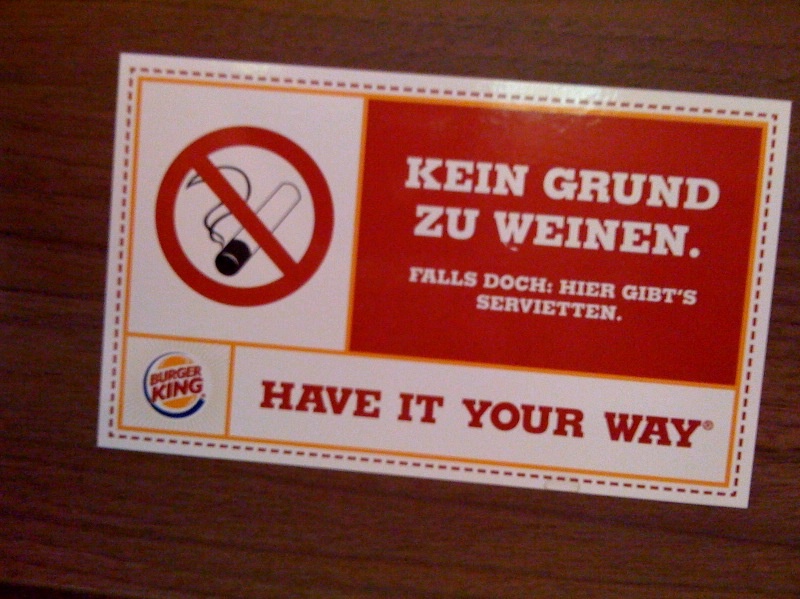 KEIN GRUND
ZU WEINEN.
FALLS DOCH: HIER GIBT'S
SERVIETTEN.
BURGER
KING
HAVE IT YOUR WAY®